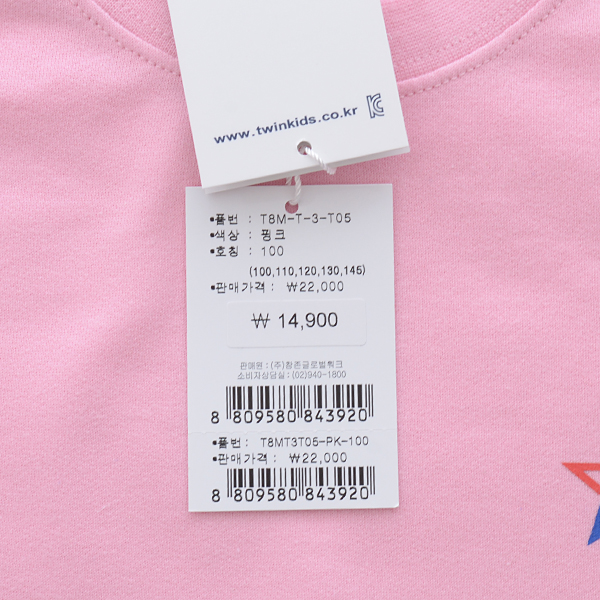 www.twinkids.co.kr
•품번 : T8M-T-3-T05
•색상 : 핑크
•호칭 : 100
(100,110,120,130,145)
•판매가격 : ₩22,000
₩ 14,900
판매원 : (주)참존글로벌워크
소비자상담실 : (02)940-1800
8 809580 843920
•품번 : T8MT3T05-PK-100
•판매가격 : ₩22,000
8 809580 843920